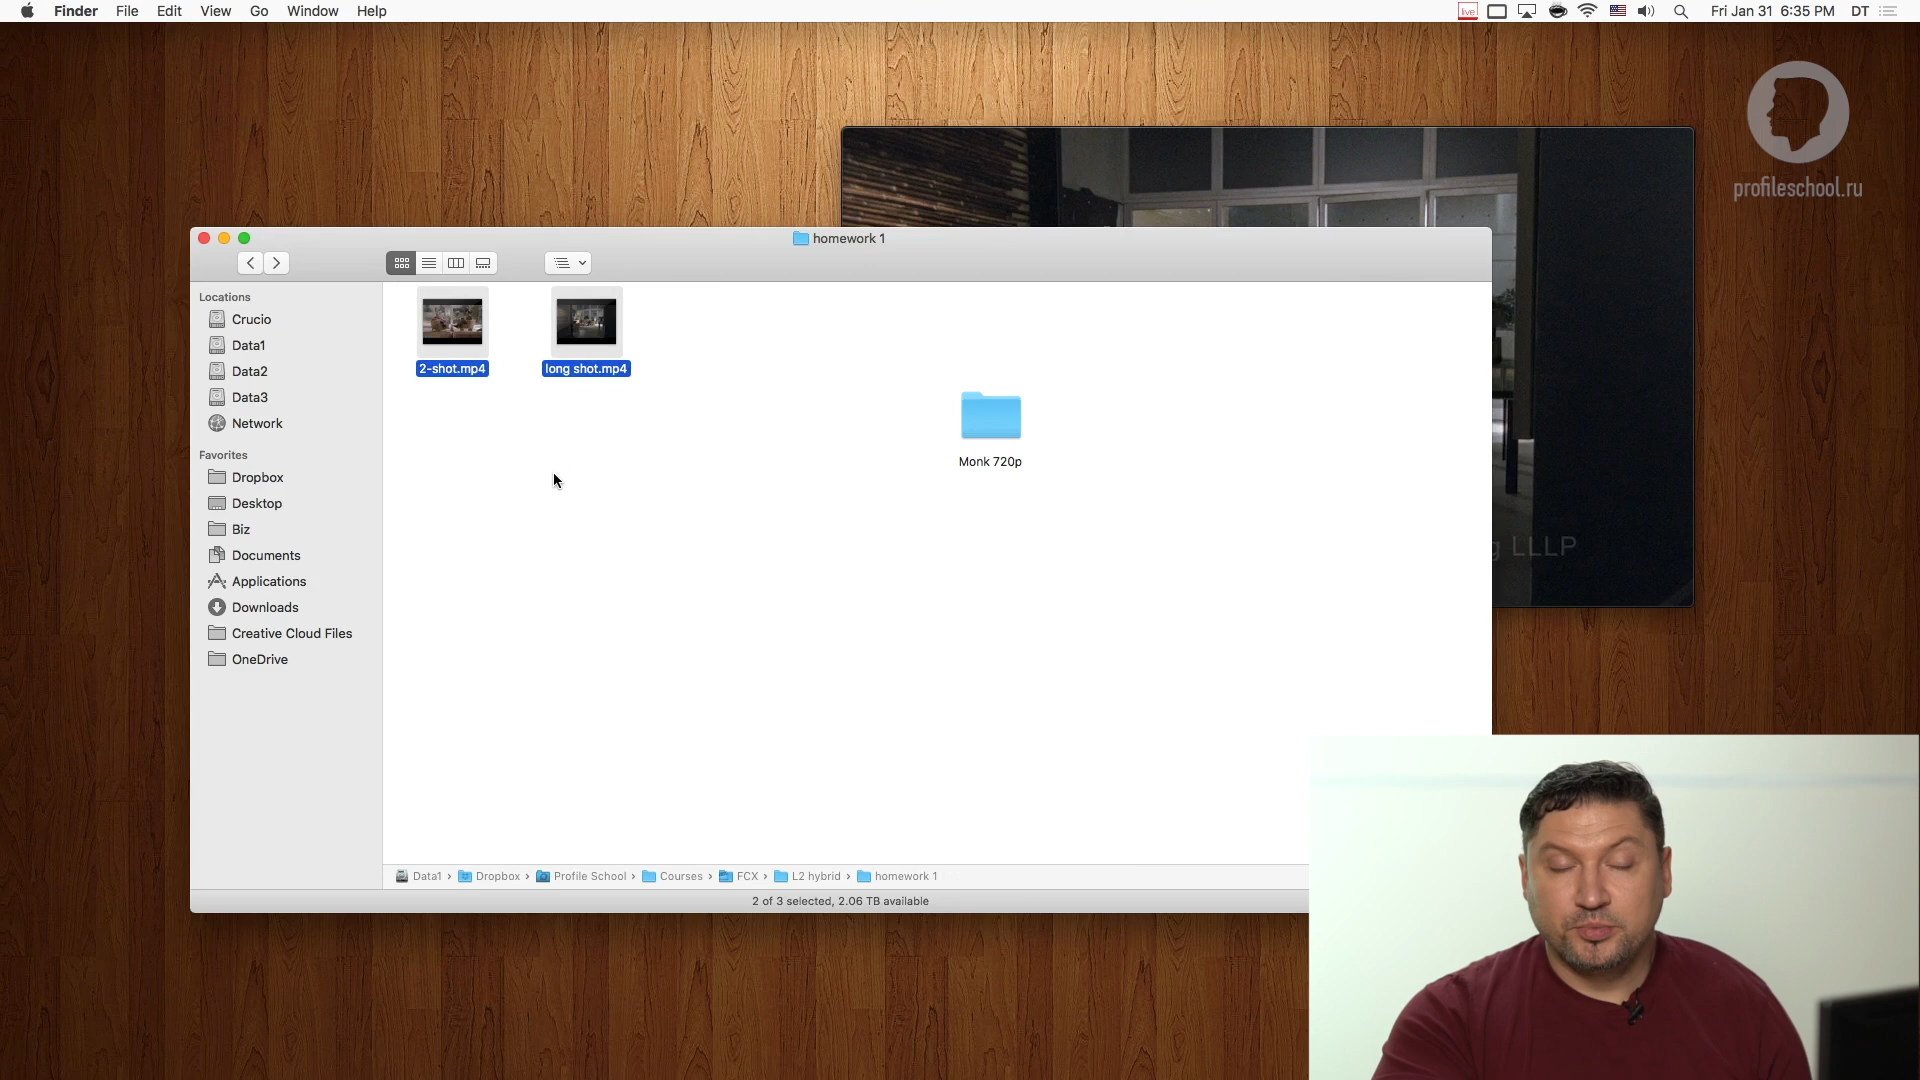 Finder File Edit View Go Window Help
live Fri Jan 31 6:35 PM DT
profileschool.ru
homework 1
Locations
Crucio
Data1
Data2
Data3
Network
Favorites
Dropbox
Desktop
Biz
Documents
Applications
Downloads
Creative Cloud Files
OneDrive
2-shot.mp4 long shot.mp4
Monk 720p
LLLP
Data1 › Dropbox › Profile School › Courses › FCX › L2 hybrid › homework 1
2 of 3 selected, 2.06 TB available